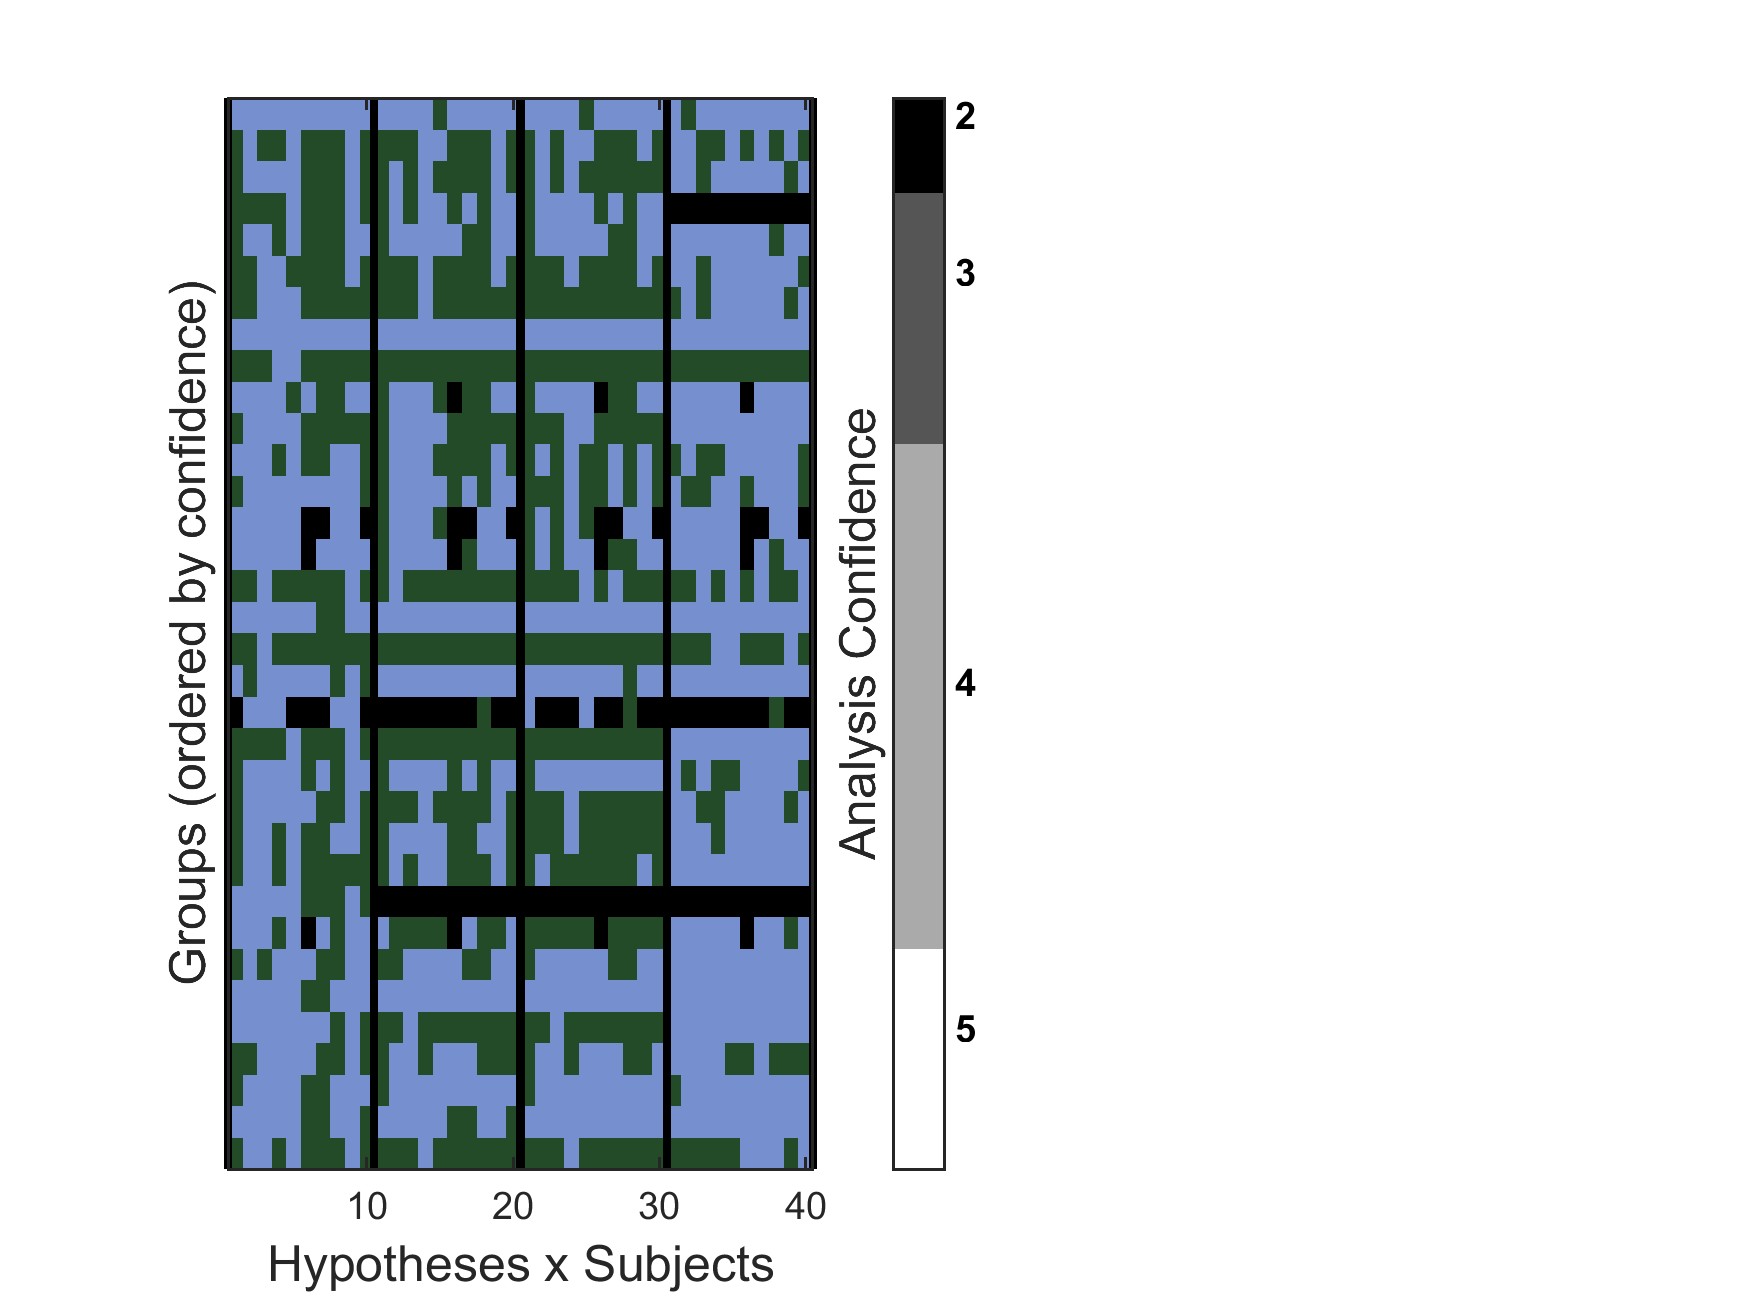 Groups (ordered by confidence)
10 20 30 40
Hypotheses x Subjects
Analysis Confidence
2
3
4
5